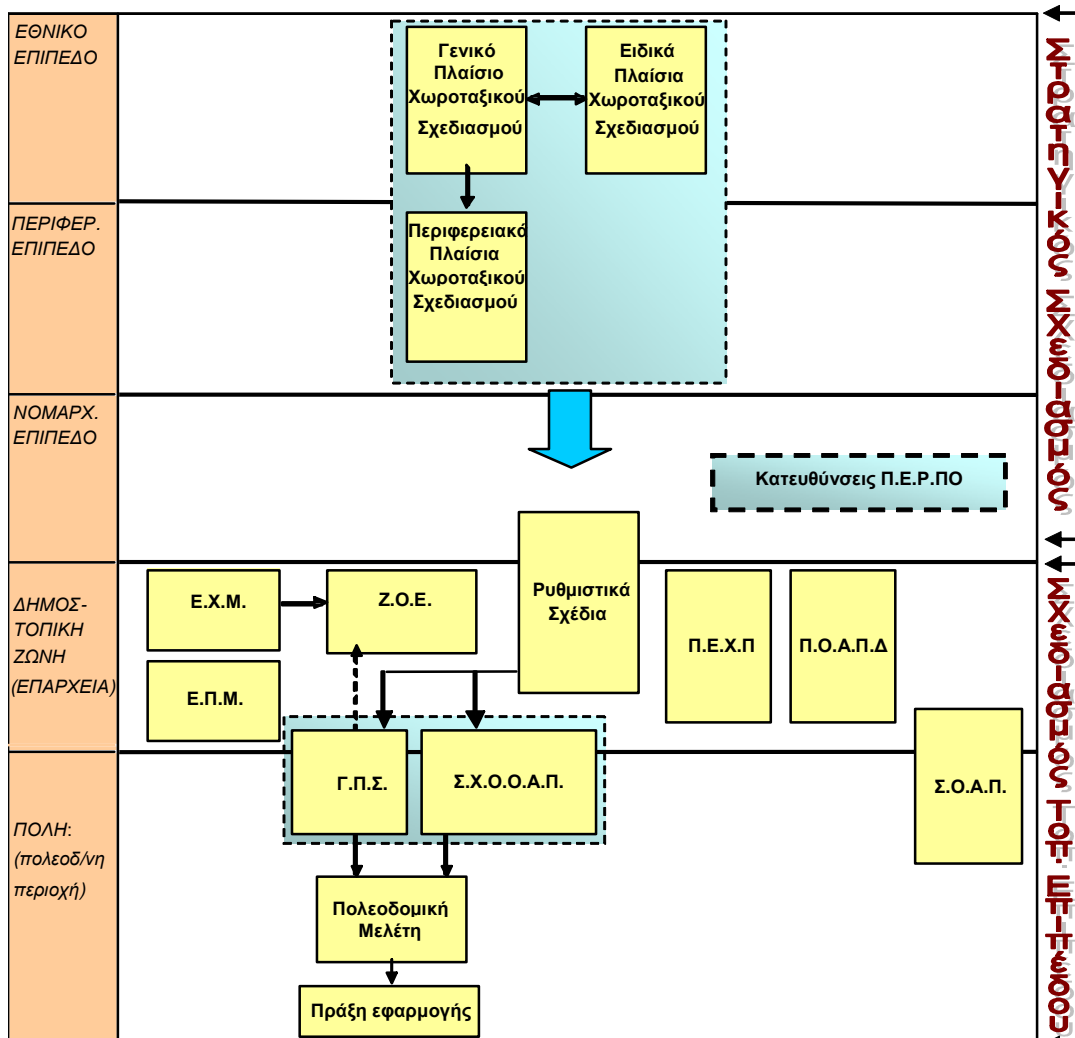 ΕΘΝΙΚΟ
ΕΠΙΠΕΔΟ
Γενικό
Πλαίσιο
Χωροταξικού
Σχεδιασμού
Ειδικά
Πλαίσια
Χωροταξικού
Σχεδιασμού
ΠΕΡΙΦΕΡ.
ΕΠΙΠΕΔΟ
Περιφερειακά
Πλαίσια
Χωροταξικού
Σχεδιασμού
ΝΟΜΑΡΧ.
ΕΠΙΠΕΔΟ
Κατευθύνσεις Π.Ε.Ρ.ΠΟ
Στρατηγικός Σχεδιασμός
ΔΗΜΟΣ-
ΤΟΠΙΚΗ
ΖΩΝΗ
(ΕΠΑΡΧΕΙΑ)
Ε.Χ.Μ.
Ζ.Ο.Ε.
Ρυθμιστικά
Σχέδια
Π.Ε.Χ.Π
Π.Ο.Α.Π.Δ
Ε.Π.Μ.
Γ.Π.Σ.
Σ.Χ.Ο.Ο.Α.Π.
Σ.Ο.Α.Π.
ΠΟΛΗ:
(πολεοδ/νη
περιοχή)
Πολεοδομική
Μελέτη
Πράξη εφαρμογής
Σχεδιασμός Τοπ. Επιπέδου